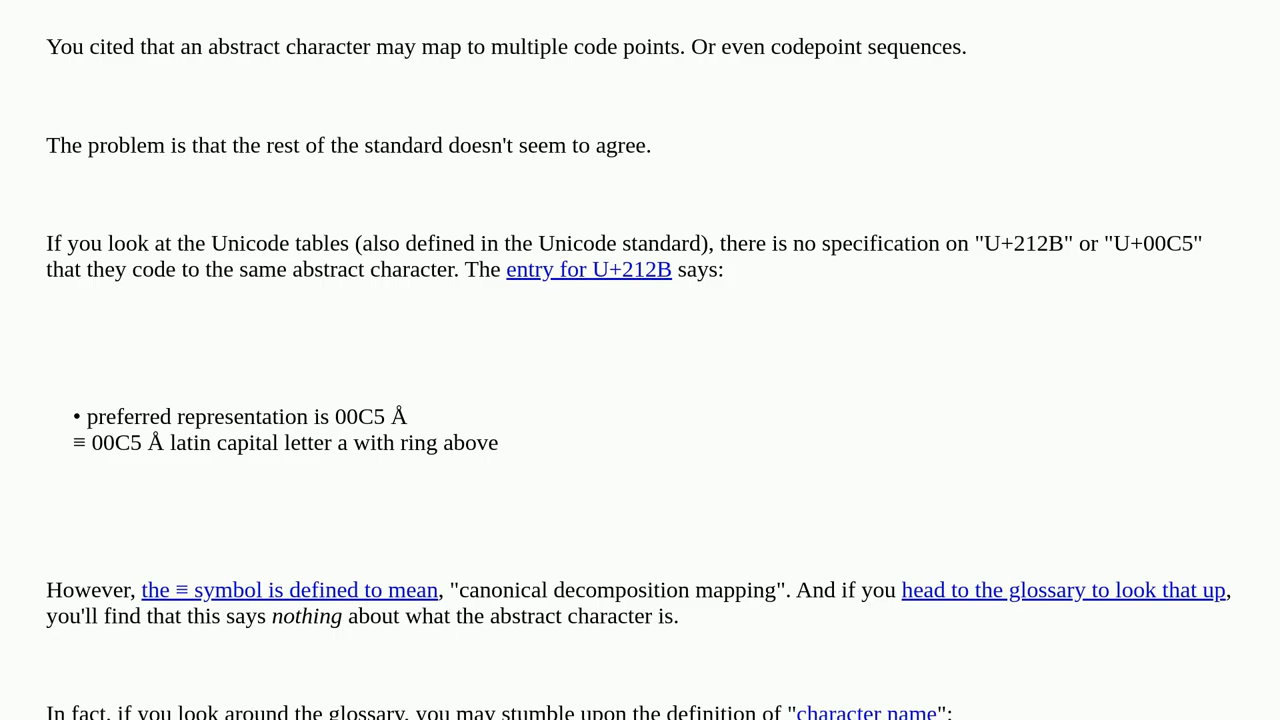 You cited that an abstract character may map to multiple code points. Or even codepoint sequences.
The problem is that the rest of the standard doesn't seem to agree.
If you look at the Unicode tables (also defined in the Unicode standard), there is no specification on "U+212B" or "U+00C5"
that they code to the same abstract character. The entry for U+212B says:
• preferred representation is 00C5 Å
≡ 00C5 Å latin capital letter a with ring above
However, the ≡ symbol is defined to mean, "canonical decomposition mapping". And if you head to the glossary to look that up,
you'll find that this says nothing about what the abstract character is.
In fact, if you look around the glossary, you may stumble upon the definition of "character name":